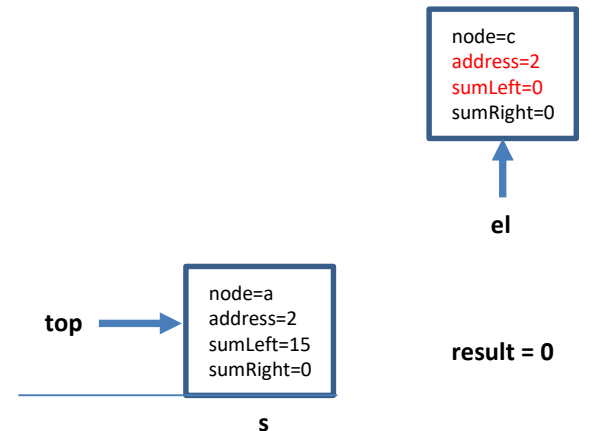 node=c
address=2
sumLeft=0
sumRight=0
el
node=a
address=2
sumLeft=15
sumRight=0
top
result = 0
s